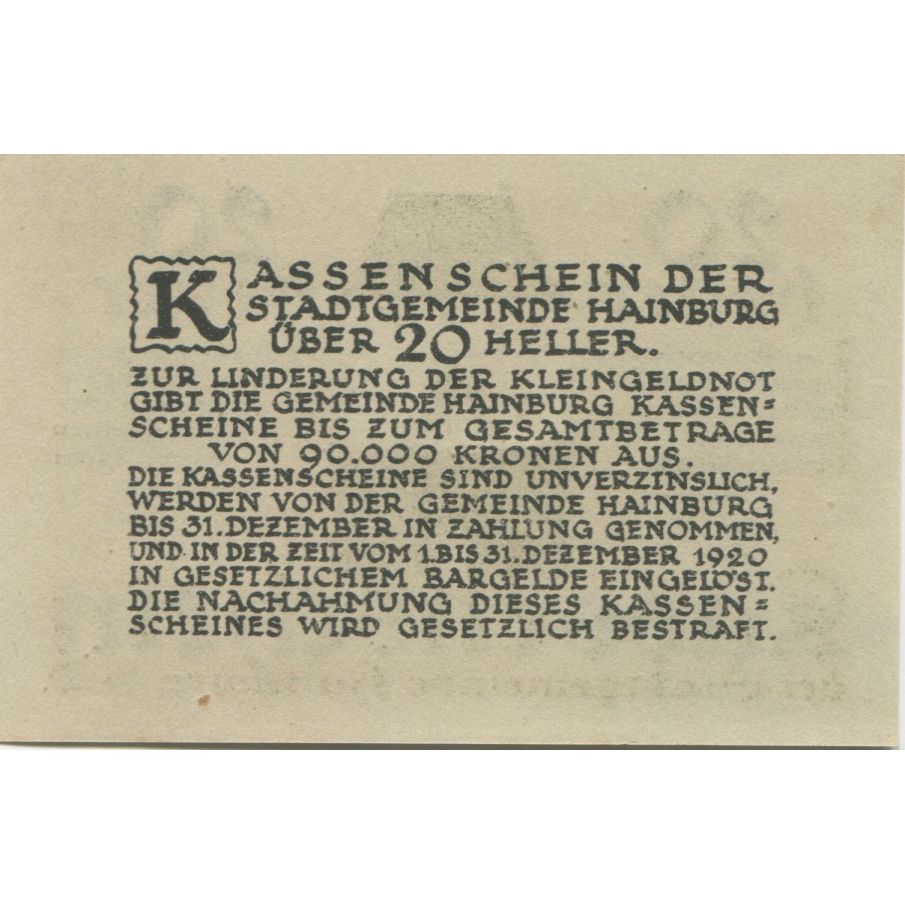 KASSENSCHEIN DER
STADTGEMEINDE HAINBURG
ÜBER 20 HELLER.
ZUR LINDERUNG DER KLEINGELDNOT
GIBT DIE GEMEINDE HAINBURG KASSEN=
SCHEINE BIS ZUM GESAMTBETRAGE
VON 90.000 KRONEN AUS.
DIE KASSENSCHEINE SIND UNVERZINSLICH,
WERDEN VON DER GEMEINDE HAINBURG
BIS 31. DEZEMBER IN ZAHLUNG GENOMMEN,
UND IN DER ZEIT VOM 1. BIS 31. DEZEMBER 1920
IN GESETZLICHEM BARGELDE EINGELÖST.
DIE NACHAHMUNG DIESES KASSEN=
SCHEINES WIRD GESETZLICH BESTRAFT.